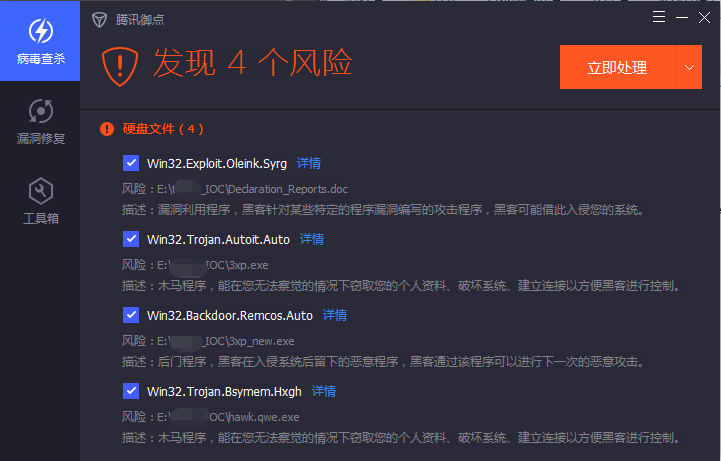 腾讯御点
病毒查杀
漏洞修复
工具箱
发现 4 个风险
立即处理
硬盘文件 ( 4 )
Win32.Exploit.Oleink.Syrg 详情
风险：E:\ _IOC\Declaration_Reports.doc
描述：漏洞利用程序，黑客针对某些特定的程序漏洞编写的攻击程序，黑客可能借此入侵您的系统。
Win32.Trojan.Autoit.Auto 详情
风险：E:\ _IOC\3xp.exe
描述：木马程序，能在您无法察觉的情况下窃取您的个人资料、破坏系统、建立连接以方便黑客进行控制。
Win32.Backdoor.Remcos.Auto 详情
风险：E:\ _IOC\3xp_new.exe
描述：后门程序，黑客在入侵系统后留下的恶意程序，黑客通过该程序可以进行下一次的恶意攻击。
Win32.Trojan.Bsymem.Hxgh 详情
风险：E:\ OC\hawk.qwe.exe
描述：木马程序，能在您无法察觉的情况下窃取您的个人资料、破坏系统、建立连接以方便黑客进行控制。